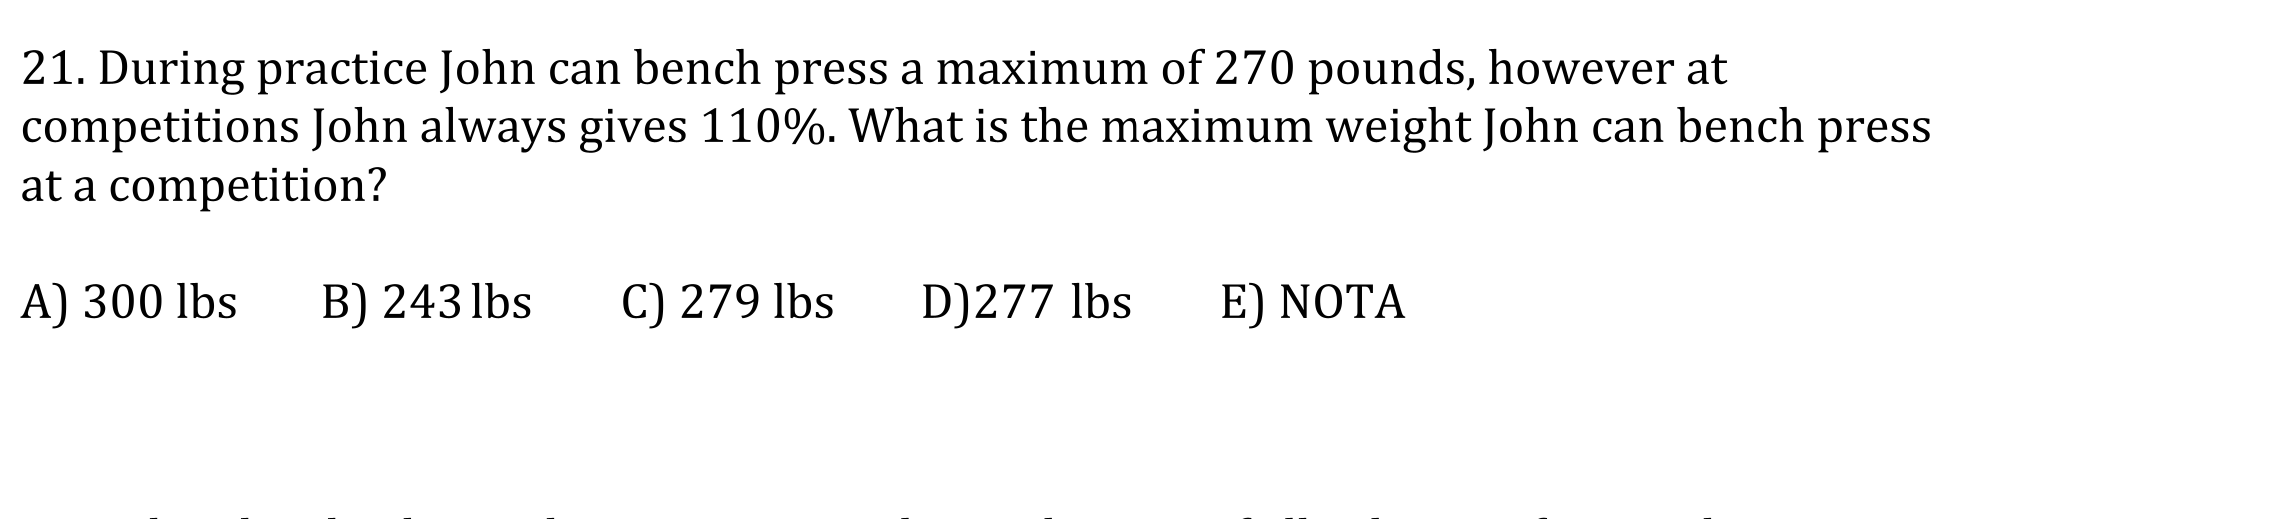 21. During practice John can bench press a maximum of 270 pounds, however at
competitions John always gives 110%. What is the maximum weight John can bench press
at a competition?
A) 300 lbs B) 243 lbs C) 279 lbs D)277 lbs E) NOTA